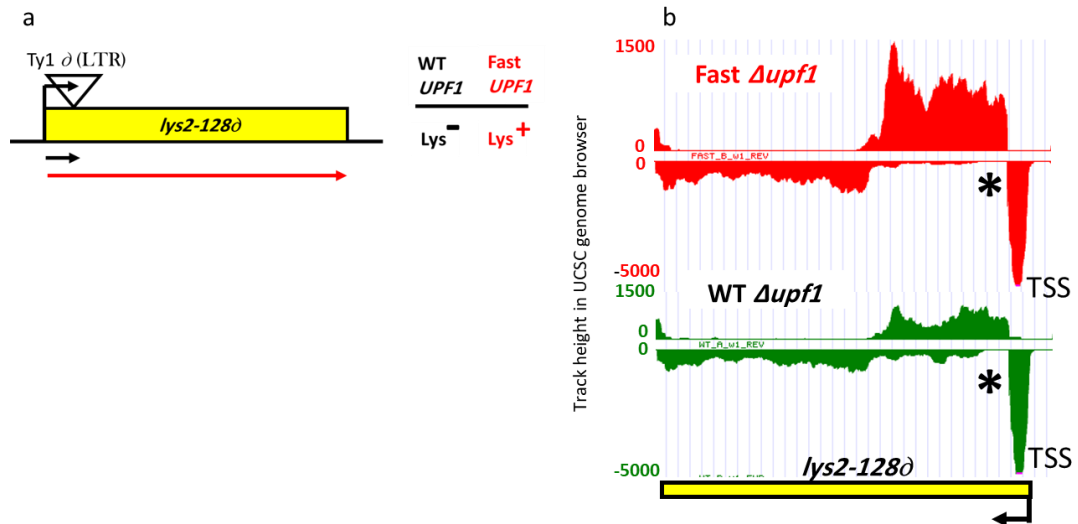 a
Ty1 ∂ (LTR)
lys2-128∂
WT Fast
UPF1 UPF1
Lys- Lys+
b
Track height in UCSC genome browser
1500
Fast Δupf1
0
FAST_B_w1_REV
0
*
-5000
TSS
1500
WT Δupf1
0
WT_A_w1_REV
0
*
TSS
lys2-128∂
-5000